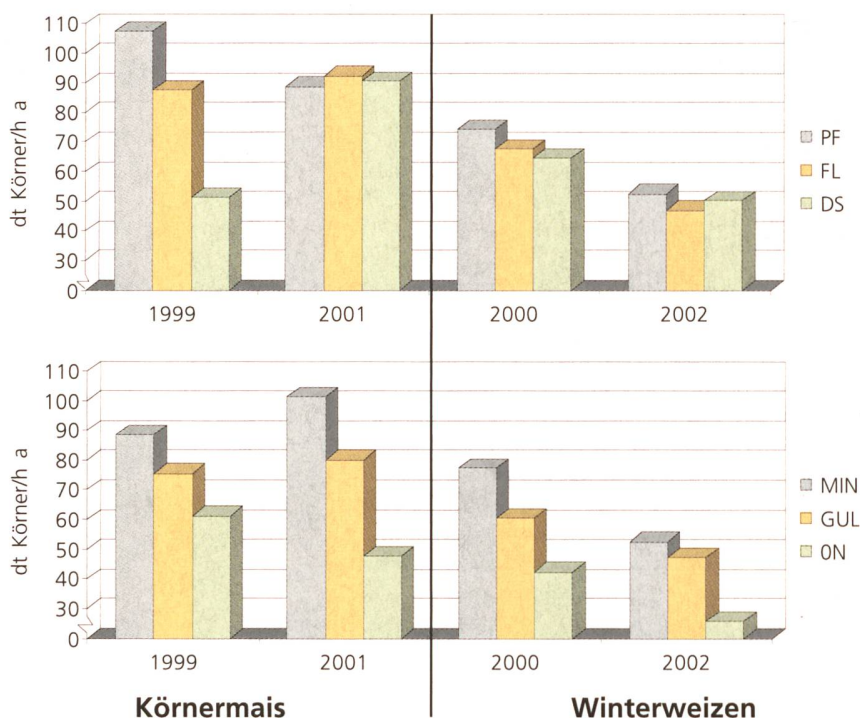 110
100
90
80
70
60
50
40
30
0
dt Körner/h a
1999
2001
2000
2002
PF
FL
DS
110
100
90
80
70
60
50
40
30
0
dt Körner/h a
1999
2001
2000
2002
MIN
GUL
0N
Körnermais
Winterweizen